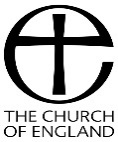 THE CHURCH
OF ENGLAND